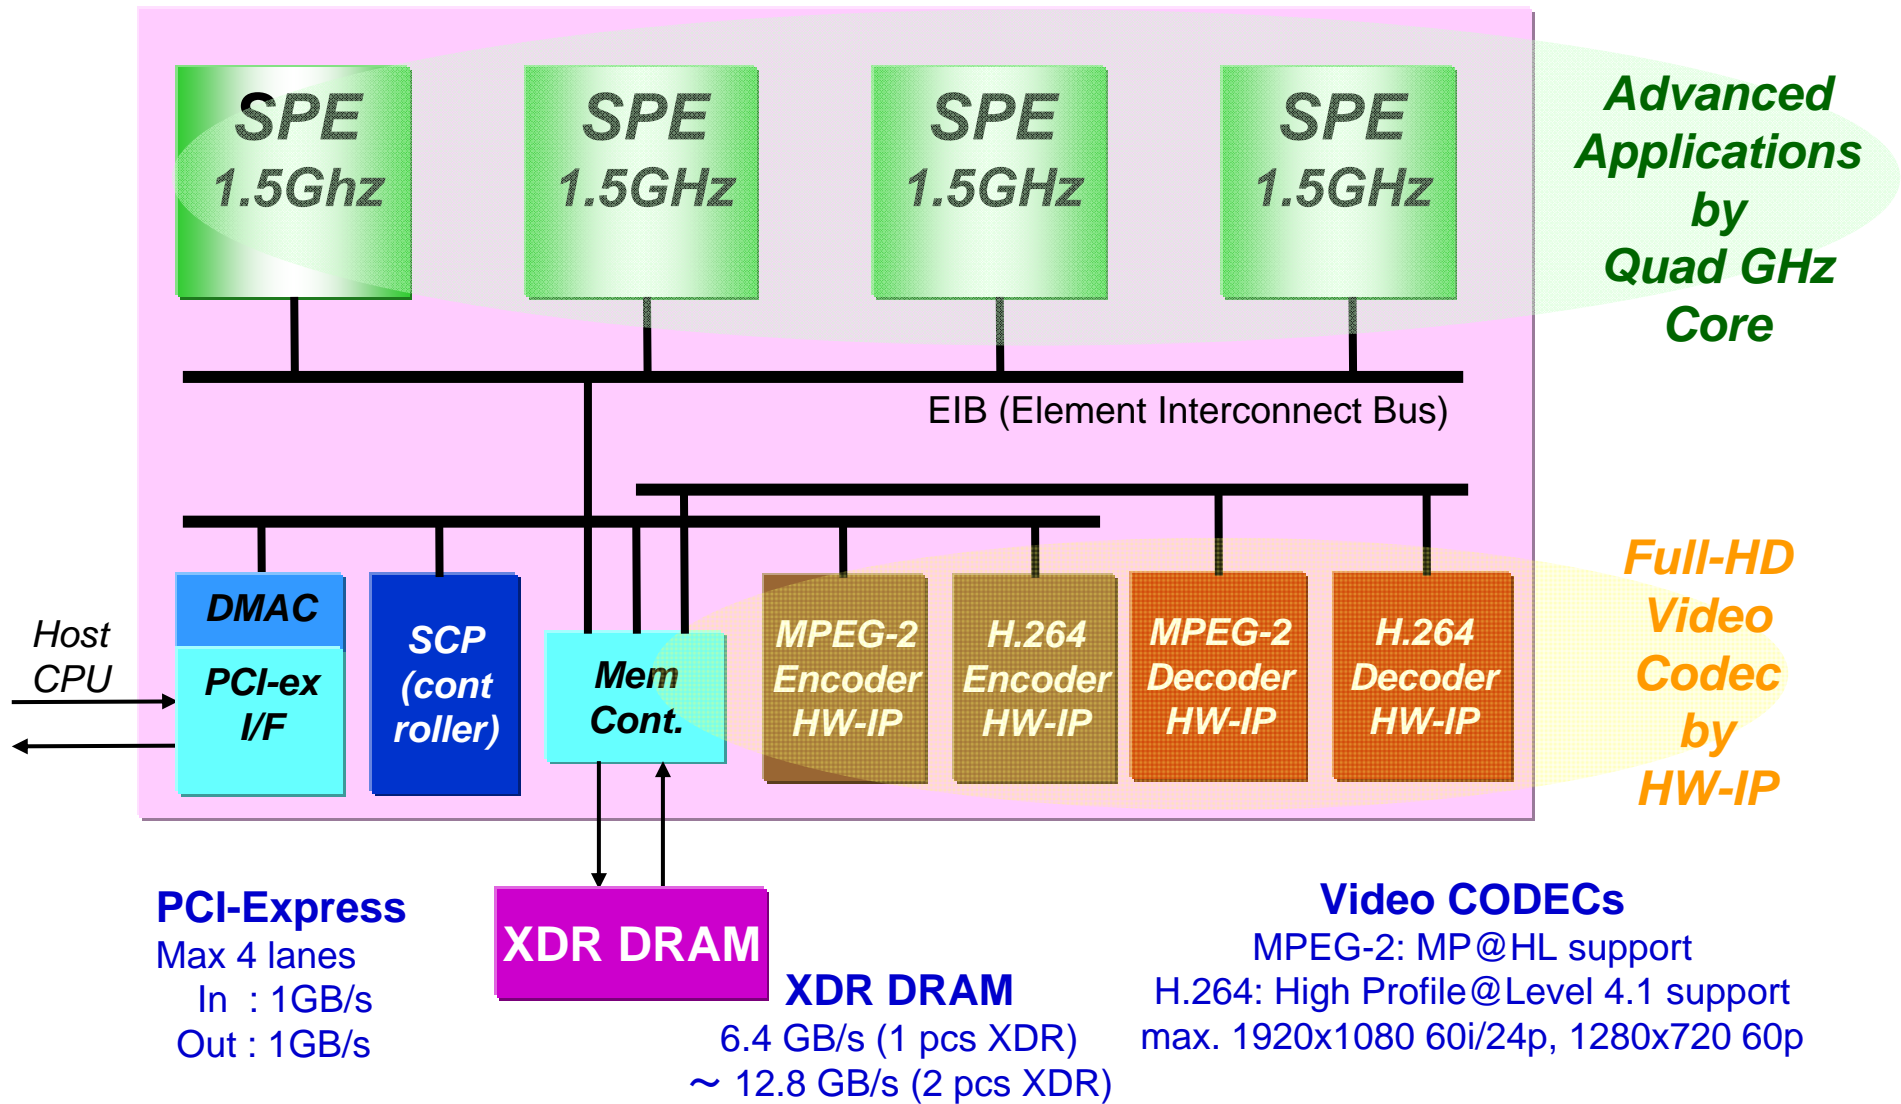 SPE
1.5Ghz
SPE
1.5GHz
SPE
1.5GHz
SPE
1.5GHz
Advanced
Applications
by
Quad GHz
Core
EIB (Element Interconnect Bus)
Host
CPU
DMAC
PCI-ex
I/F
SCP
(cont
roller)
Mem
Cont.
MPEG-2
Encoder
HW-IP
H.264
Encoder
HW-IP
MPEG-2
Decoder
HW-IP
H.264
Decoder
HW-IP
Full-HD
Video
Codec
by
HW-IP
PCI-Express
Max 4 lanes
In : 1GB/s
Out : 1GB/s
XDR DRAM
XDR DRAM
6.4 GB/s (1 pcs XDR)
～ 12.8 GB/s (2 pcs XDR)
Video CODECs
MPEG-2: MP@HL support
H.264: High Profile@Level 4.1 support
max. 1920x1080 60i/24p, 1280x720 60p